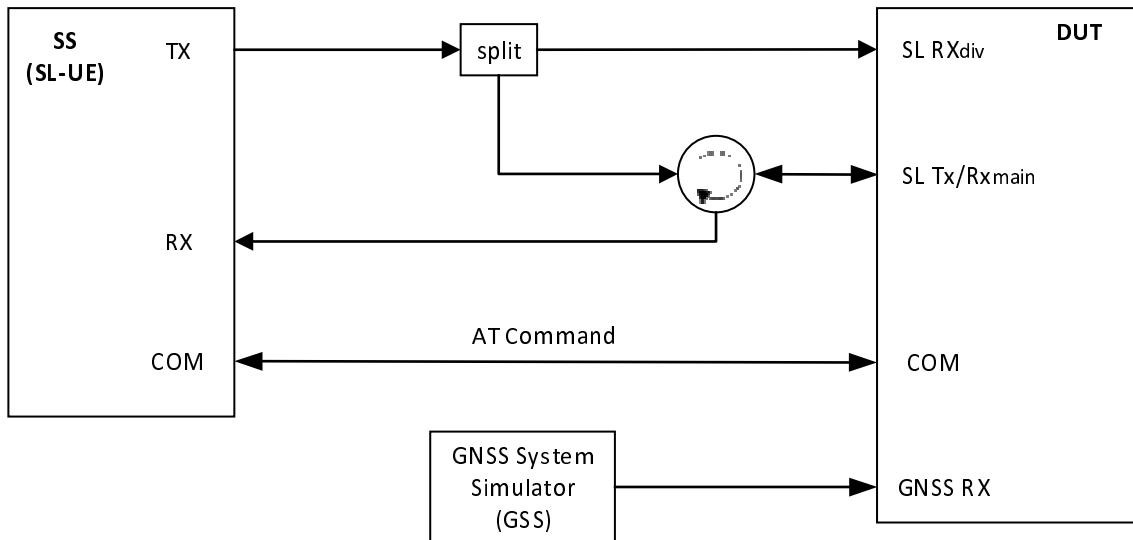 SS
(SL-UE)
TX
split
SL RXdiv
DUT
SL Tx/Rxmain
RX
AT Command
COM
COM
GNSS System
Simulator
(GSS)
GNSS RX